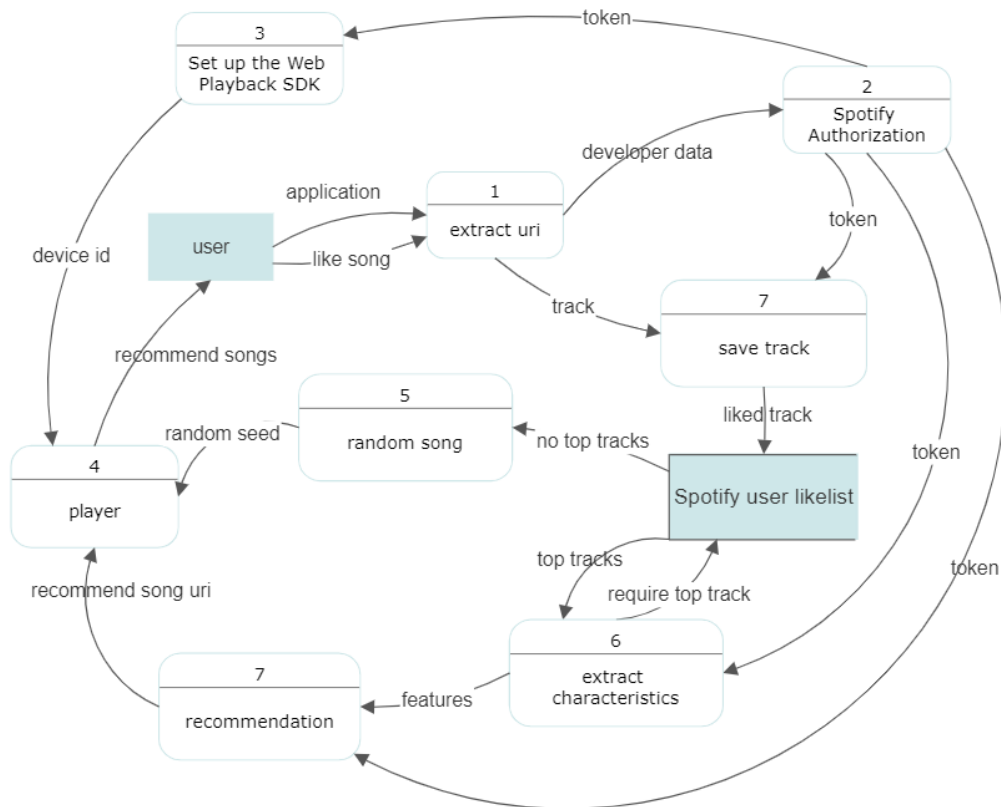 token
3
Set up the Web
Playback SDK
2
Spotify
Authorization
developer data
application
1
extract uri
user
like song
device id
token
track
7
save track
recommend songs
5
random song
random seed
no top tracks
liked track
token
4
player
Spotify user likelist
top tracks
require top track
token
recommend song uri
6
extract
characteristics
7
recommendation
features